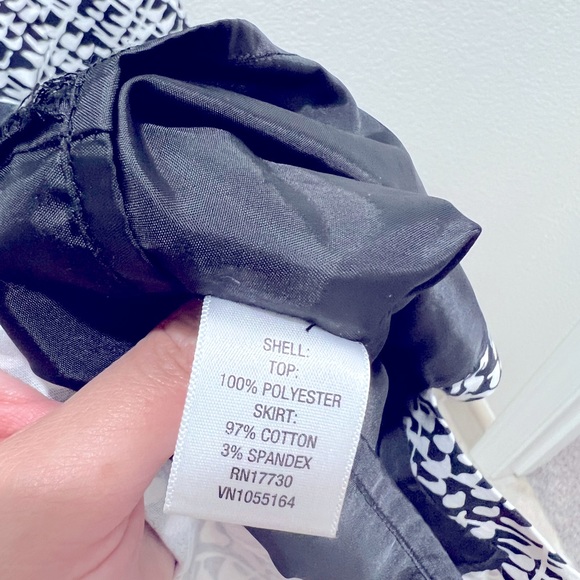 SHELL:
TOP:
100% POLYESTER
SKIRT:
97% COTTON
3% SPANDEX
RN17730
VN1055164